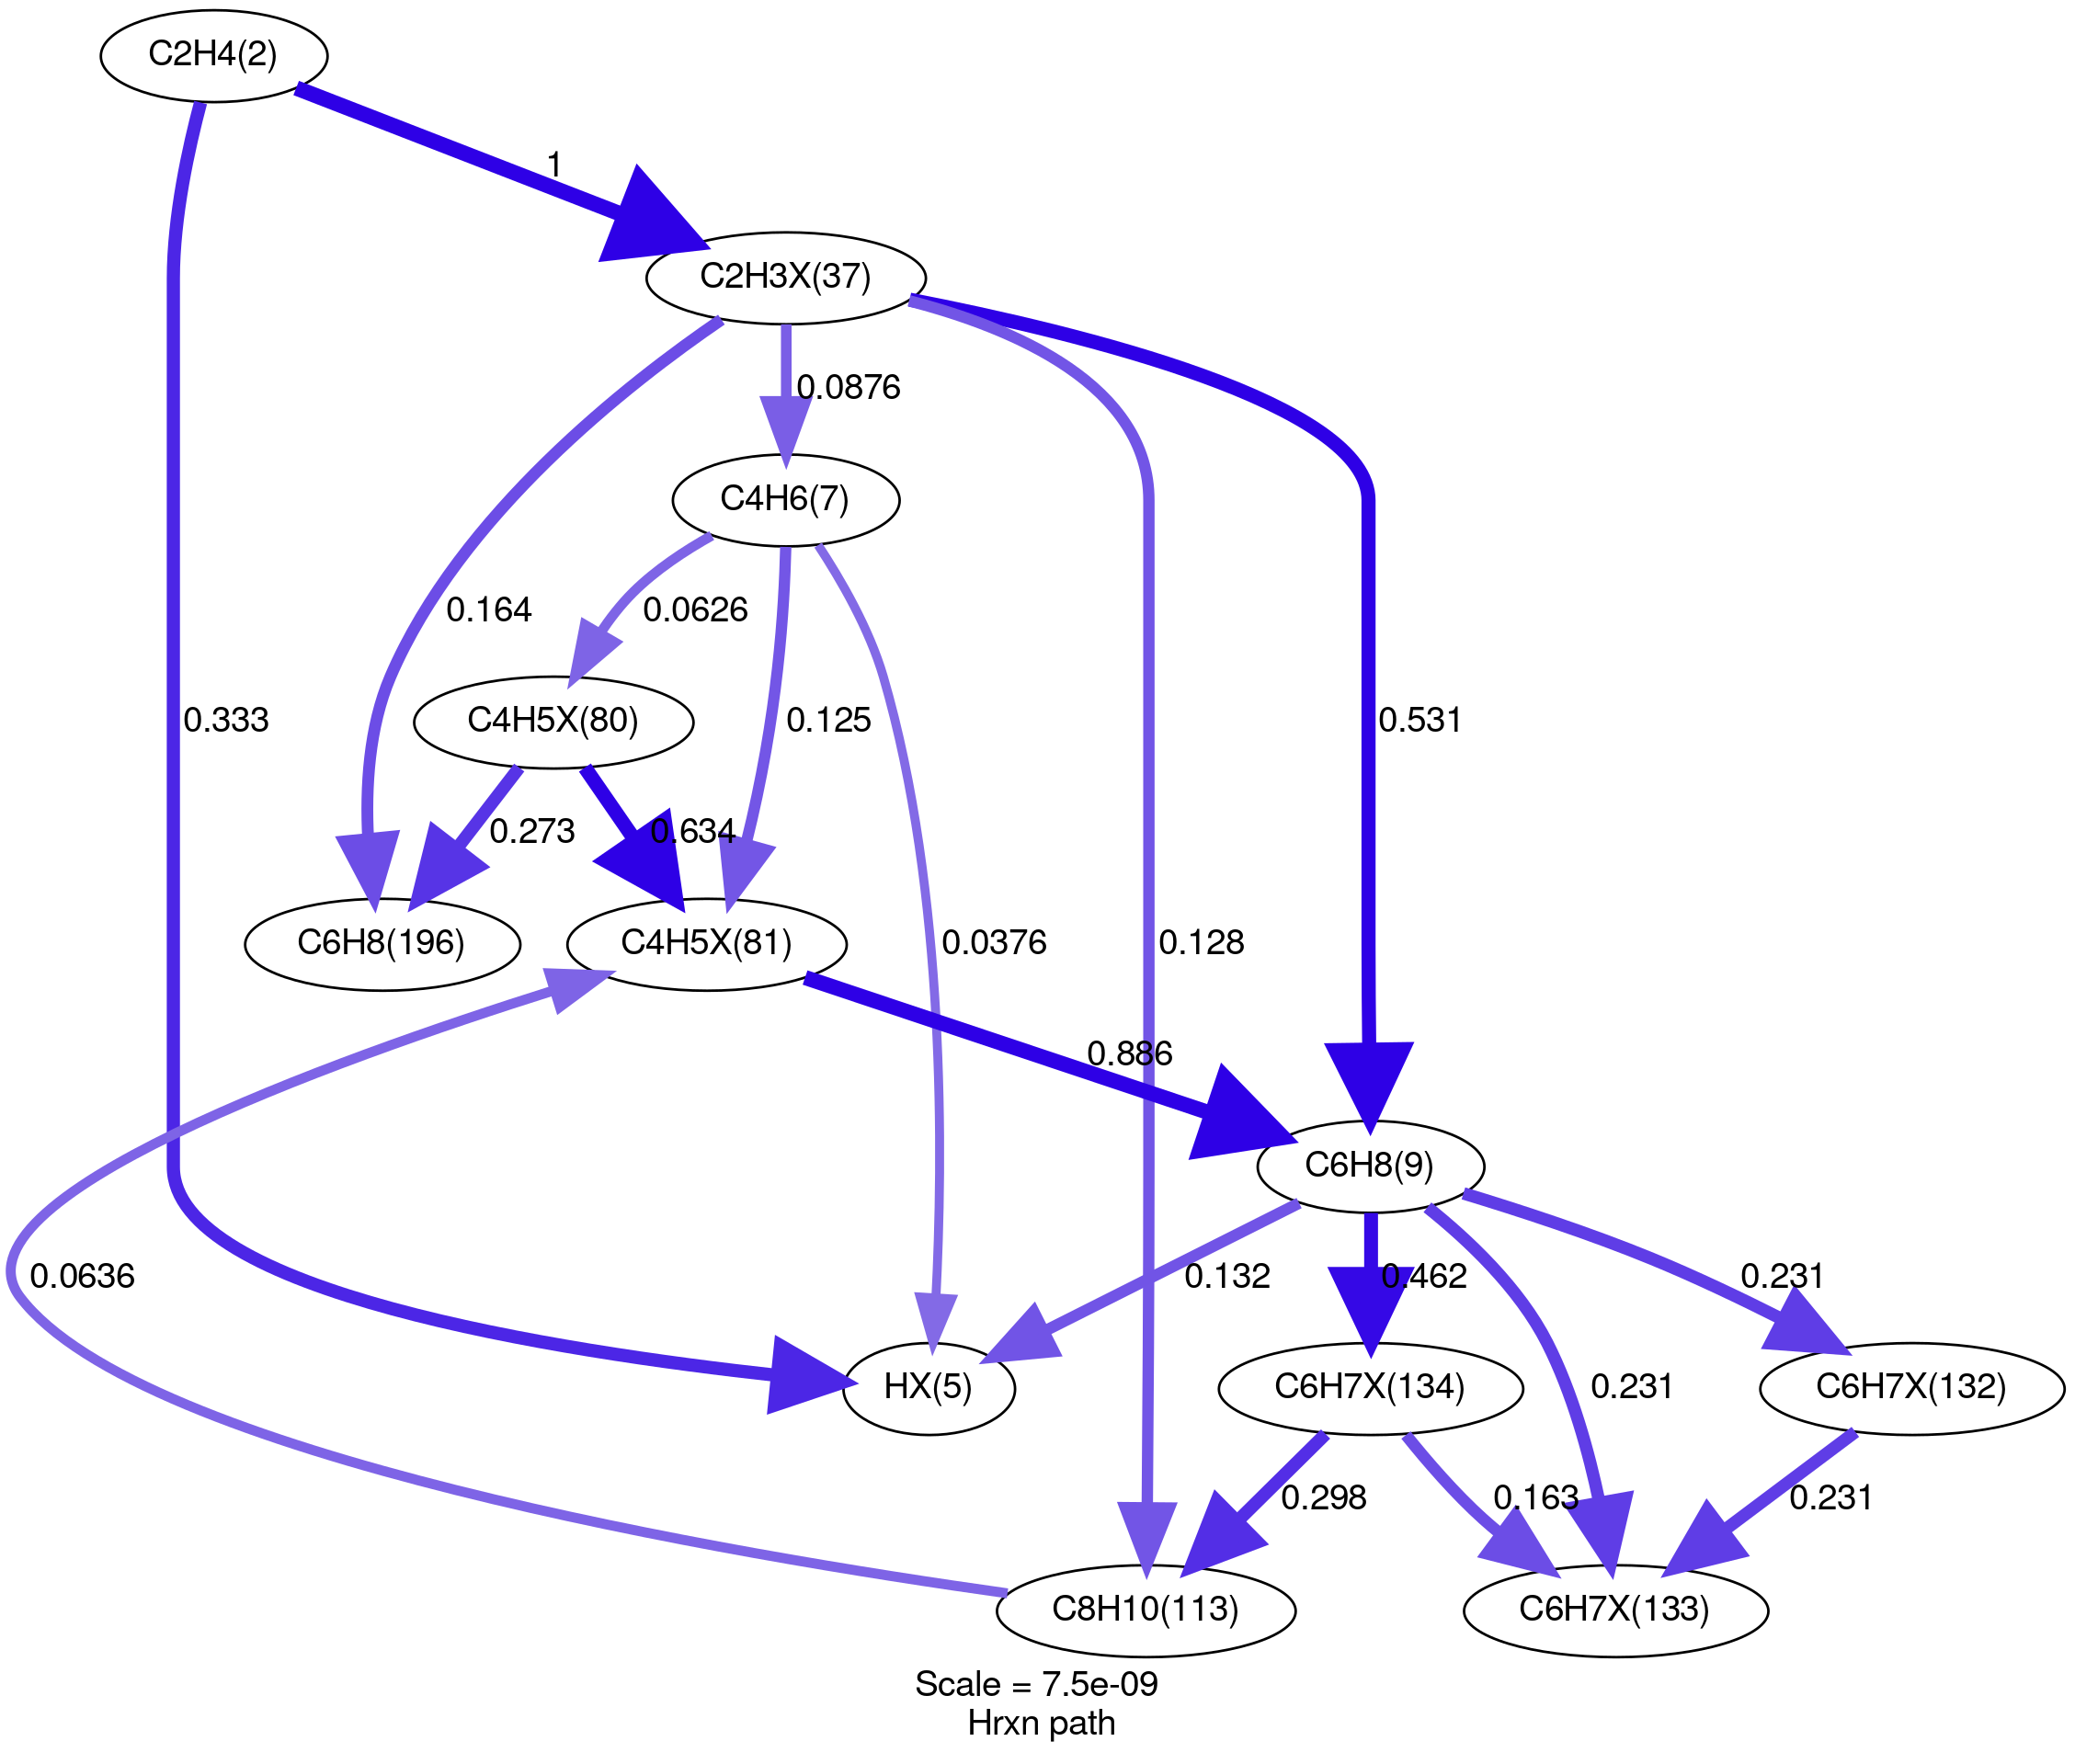 C2H4(2)
1
C2H3X(37)
0.0876
C4H6(7)
0.164
0.0626
0.333
C4H5X(80)
0.125
0.531
0.273
0.634
C6H8(196)
C4H5X(81)
0.0376
0.128
0.886
C6H8(9)
0.0636
0.132
0.462
0.231
HX(5)
C6H7X(134)
0.231
C6H7X(132)
0.298
0.163
0.231
C8H10(113)
C6H7X(133)
Scale = 7.5e-09
Hrxn path